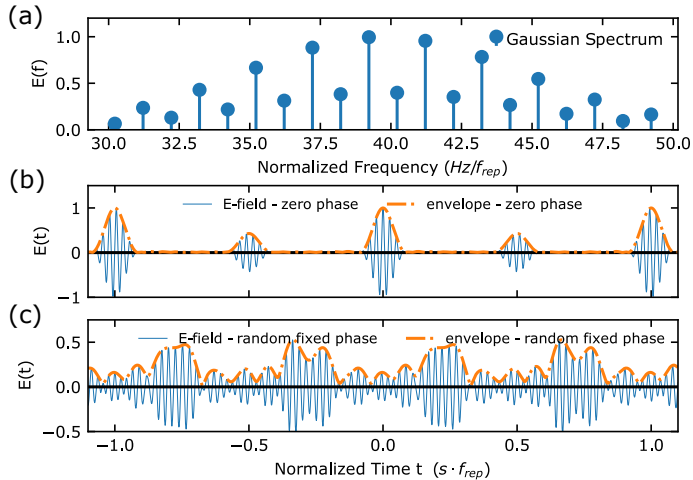 (a)
1.0
0.5
0.0
E(f)
Gaussian Spectrum
30.0 32.5 35.0 37.5 40.0 42.5 45.0 47.5 50.0
Normalized Frequency (Hz/f_rep)
(b)
1
0
−1
E(t)
E-field - zero phase envelope - zero phase
(c)
0.5
0.0
−0.5
E(t)
E-field - random fixed phase envelope - random fixed phase
−1.0 −0.5 0.0 0.5 1.0
Normalized Time t (s · f_rep)